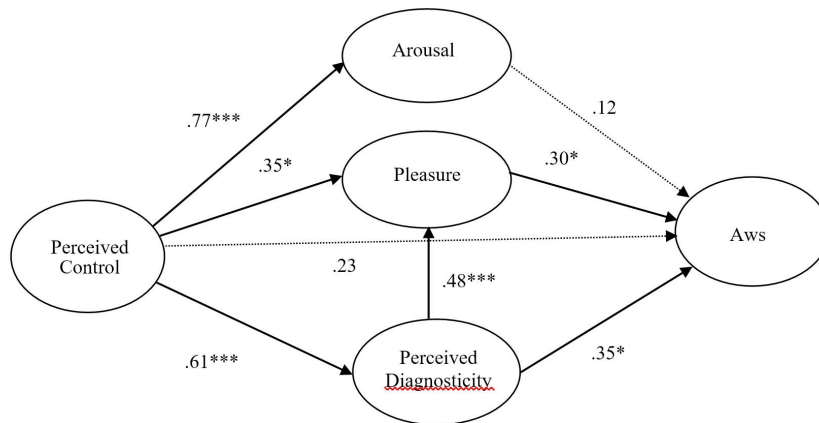 Arousal
.77***
.12
.35*
Pleasure
.30*
Perceived
Control
Aws
.23
.48***
.61***
Perceived
Diagnosticity
.35*